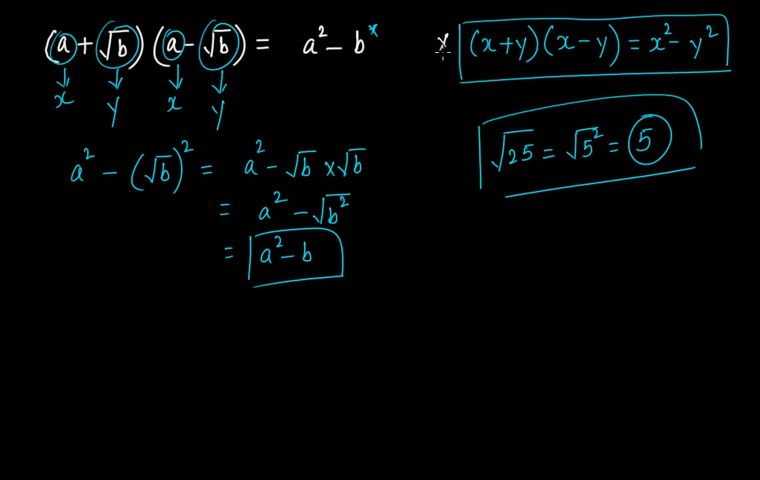 (a + √b) (a - √b) = a² - b *
x y x y
a² - (√b)² = a² - √b × √b
= a² - √b²
= a² - b
* (x + y) (x - y) = x² - y²
√25 = √5² = 5